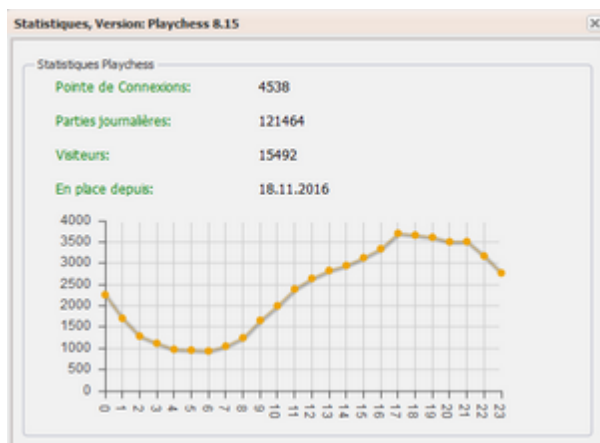 Statistiques, Version: Playchess 8.15
Statistiques Playchess
Pointe de Connexions: 4538
Parties journalières: 121464
Visiteurs: 15492
En place depuis: 18.11.2016
4000
3500
3000
2500
2000
1500
1000
500
0
0 1 2 3 4 5 6 7 8 9 10 11 12 13 14 15 16 17 18 19 20 21 22 23